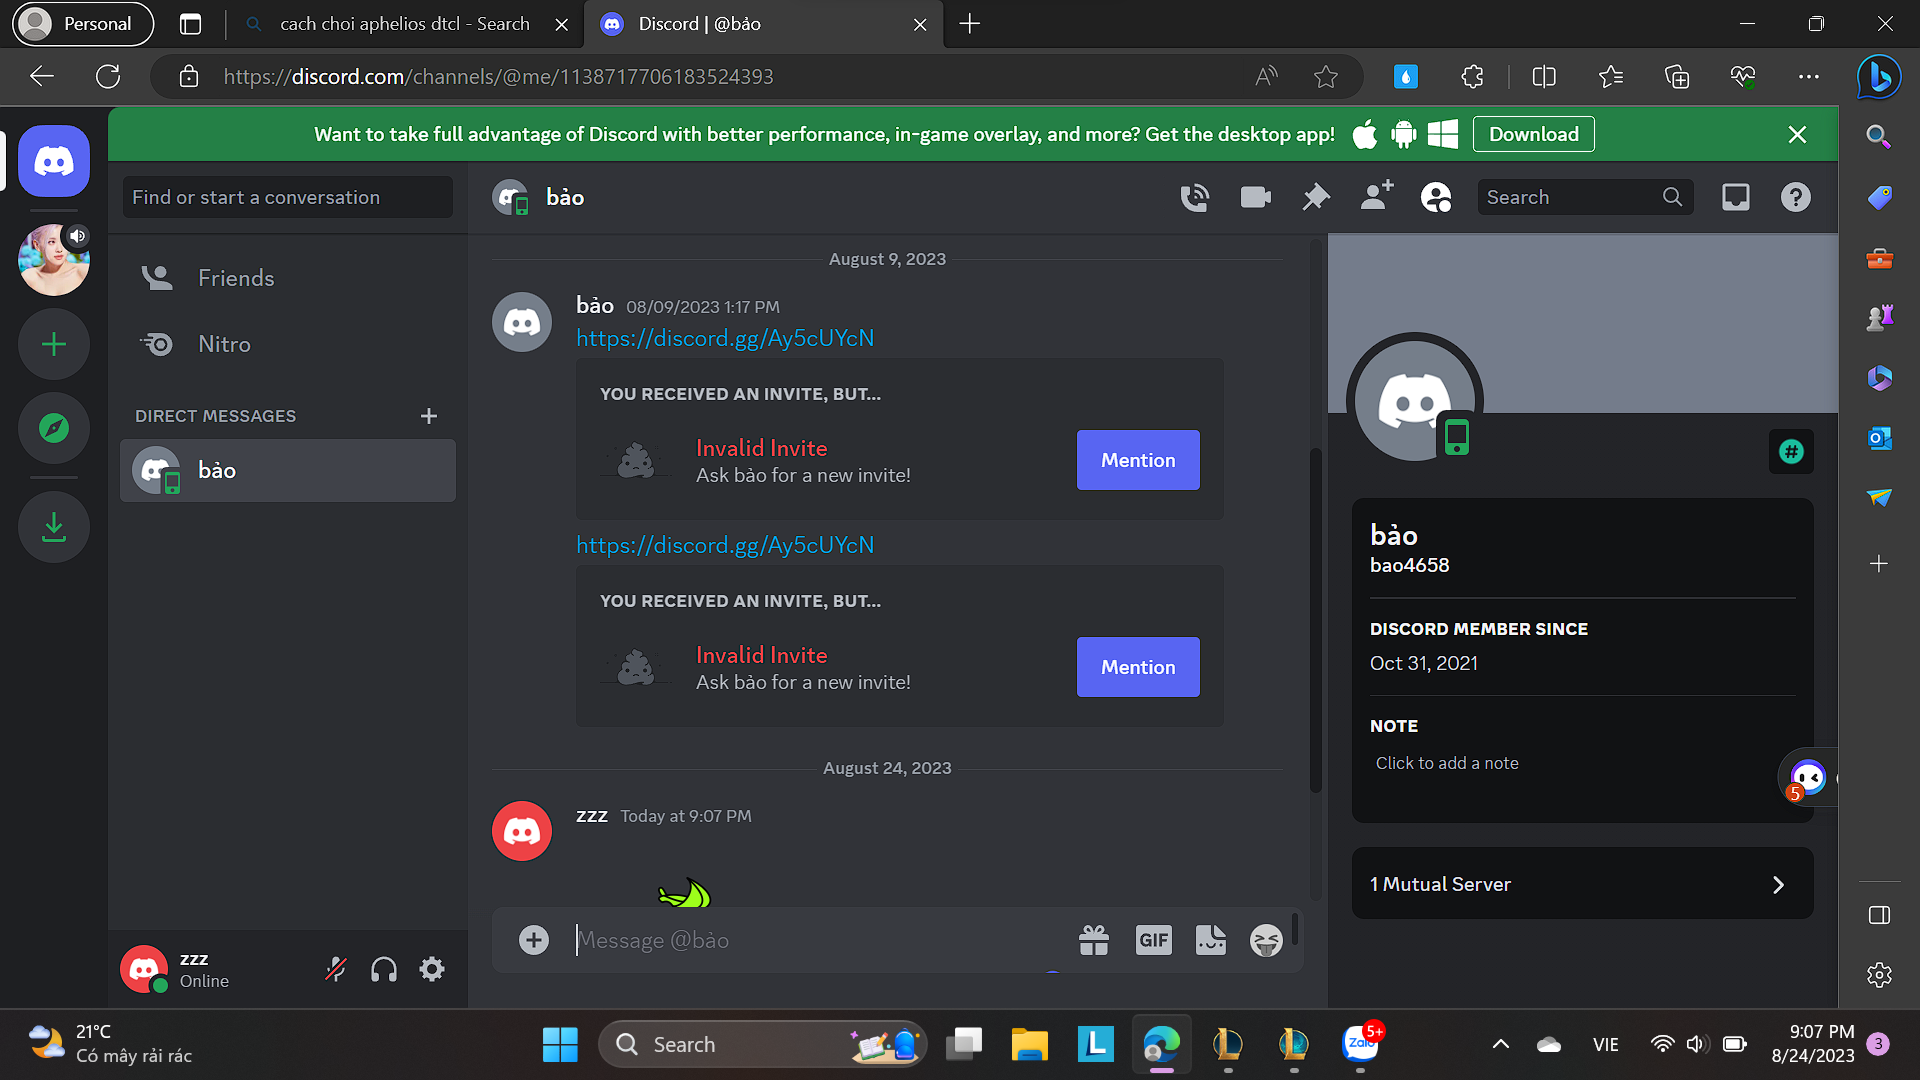 Personal
cach choi aphelios dtcl - Search
Discord | @bảo
https://discord.com/channels/@me/1138717706183524393
Want to take full advantage of Discord with better performance, in-game overlay, and more? Get the desktop app!
Download
Find or start a conversation
bảo
Search
Friends
Nitro
DIRECT MESSAGES
bảo
August 9, 2023
bảo 08/09/2023 1:17 PM
https://discord.gg/Ay5cUYcN
YOU RECEIVED AN INVITE, BUT...
Invalid Invite
Ask bảo for a new invite!
Mention
https://discord.gg/Ay5cUYcN
YOU RECEIVED AN INVITE, BUT...
Invalid Invite
Ask bảo for a new invite!
Mention
August 24, 2023
zzz Today at 9:07 PM
Message @bảo
GIF
bảo
bao4658
DISCORD MEMBER SINCE
Oct 31, 2021
NOTE
Click to add a note
5
1 Mutual Server
zzz
Online
21°C
Có mây rải rác
Search
L
Zalo
5+
VIE
9:07 PM
8/24/2023
3